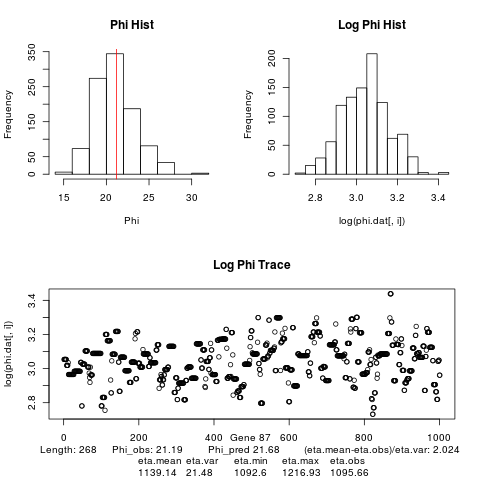 Phi Hist
Log Phi Hist
Frequency
0 50 150 250 350
15 20 25 30
Phi
Frequency
0 50 100 150 200
2.8 3.0 3.2 3.4
log(phi.dat[, i])
Log Phi Trace
log(phi.dat[, i])
2.8 3.0 3.2 3.4
0 200 400 600 800 1000
Gene 87
Length: 268 Phi_obs: 21.19 Phi_pred 21.68 (eta.mean-eta.obs)/eta.var: 2.024
eta.mean eta.var eta.min eta.max eta.obs
1139.14 21.48 1092.6 1216.93 1095.66